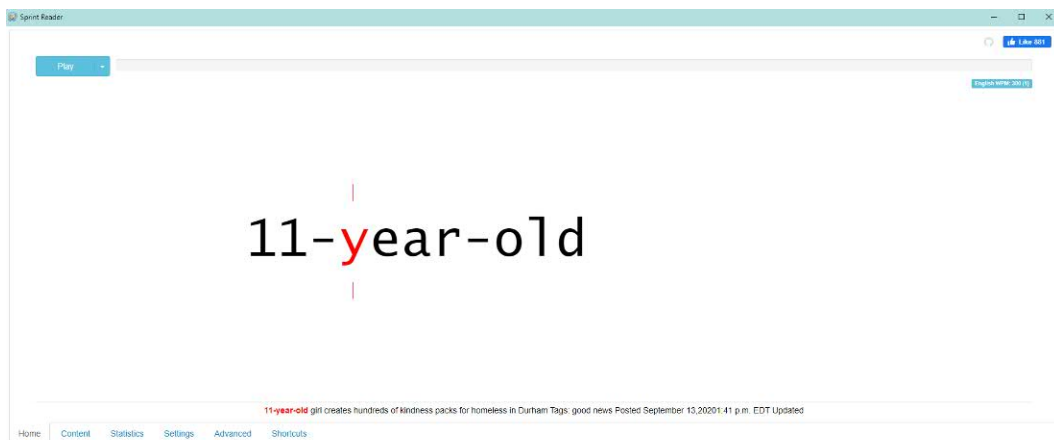 Sprint Reader
Like 881
Play
English WPM: 200 (1)
11-year-old
11-year-old girl creates hundreds of kindness packs for homeless in Durham Tags: good news Posted September 13,20201:41 p.m. EDT Updated
Home Content Statistics Settings Advanced Shortcuts